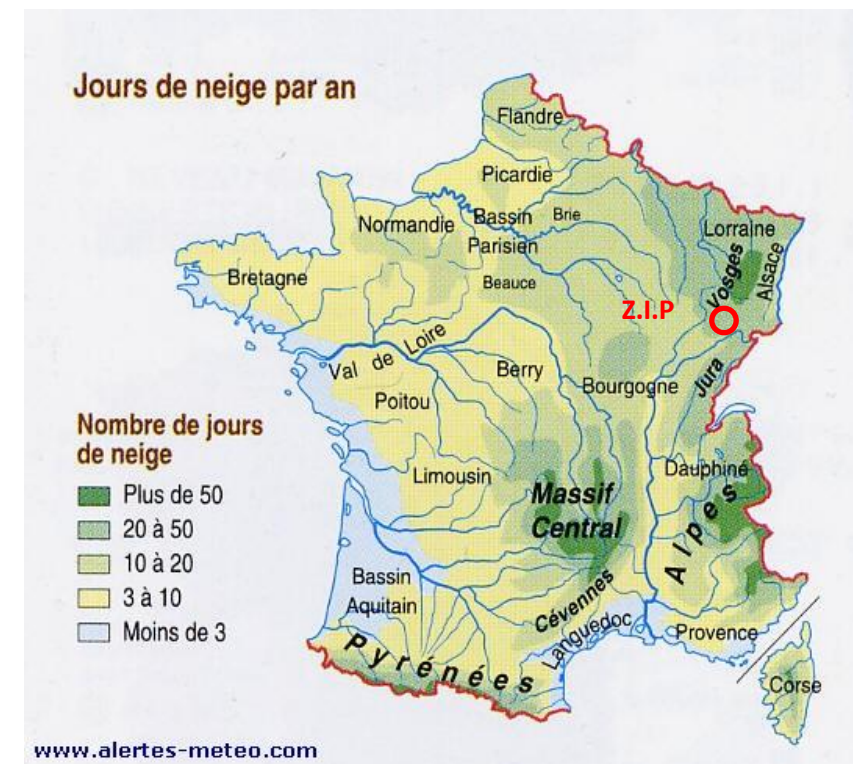 Jours de neige par an
Flandre
Picardie
Normandie
Bassin
Brie
Parisien
Lorraine
Vosges
Alsace
Bretagne
Beauce
Z.I.P
Val de Loire
Berry
Bourgogne
Jura
Poitou
Nombre de jours
de neige
Plus de 50
20 à 50
10 à 20
3 à 10
Moins de 3
Limousin
Massif
Central
Dauphiné
Alpes
Bassin
Aquitain
Cévennes
Languedoc
Provence
Pyrénées
Corse
www.alertes-meteo.com